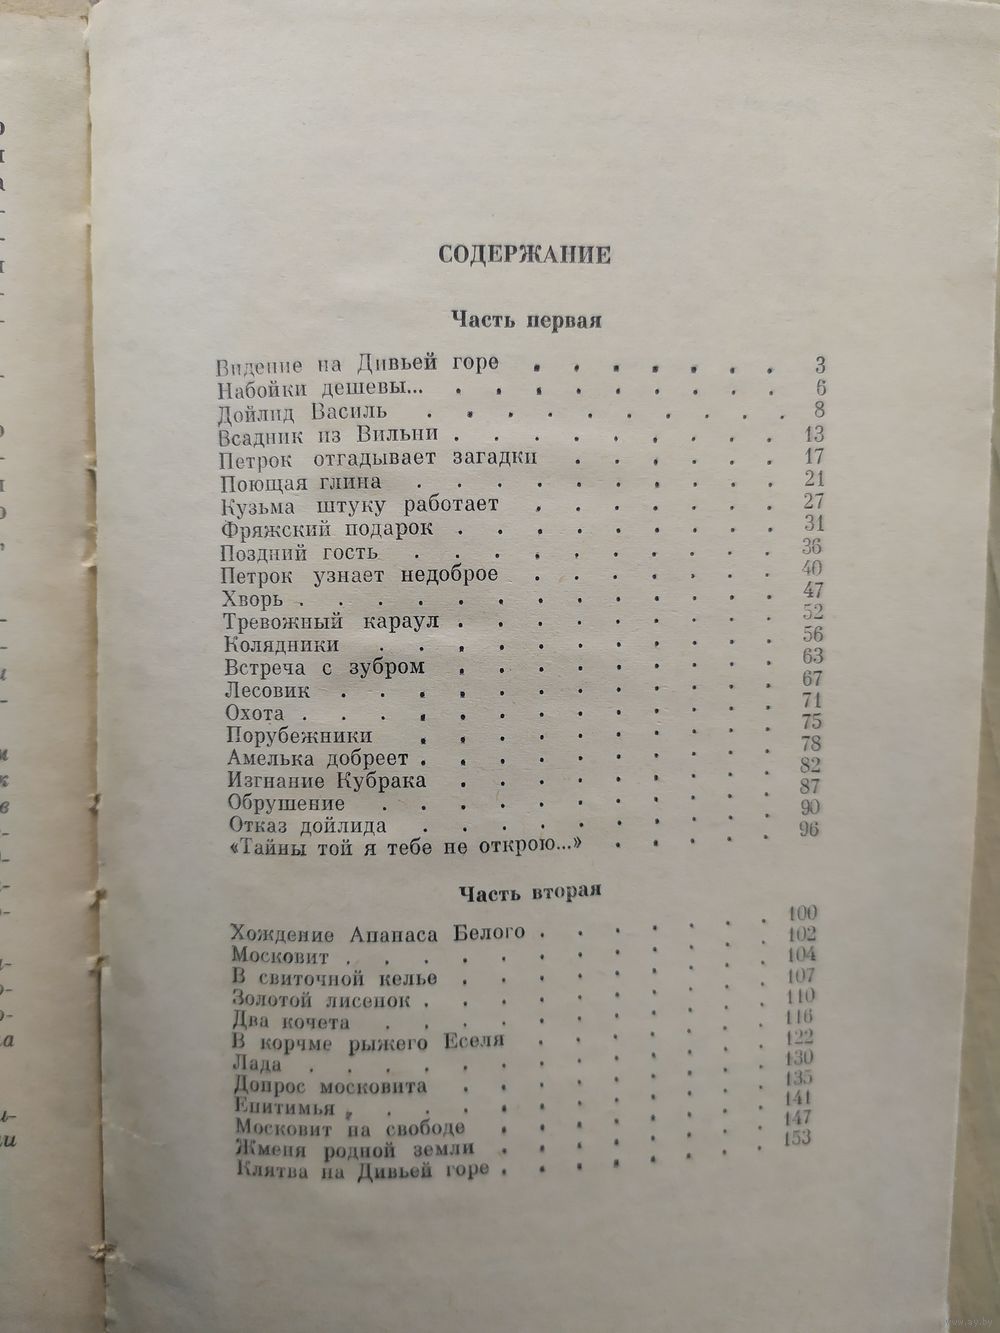 СОДЕРЖАНИЕ
Часть первая
Видение на Дивьей горе . . . . . . . 3
Набойки дешевы... . . . . . . . . . 6
Дойлид Василь . . . . . . . . . . 8
Всадник из Вильни . . . . . . . . . 13
Петрок отгадывает загадки . . . . . . 17
Поющая глина . . . . . . . . . . 21
Кузьма штуку работает . . . . . . . 27
Фряжский подарок . . . . . . . . . 31
Поздний гость . . . . . . . . . . 36
Петрок узнает недоброе . . . . . . . 40
Хворь . . . . . . . . . . . . . 47
Тревожный караул . . . . . . . . . 52
Колядники . . . . . . . . . . . 56
Встреча с зубром . . . . . . . . . 63
Лесовик . . . . . . . . . . . . 67
Охота . . . . . . . . . . . . . 71
Порубежники . . . . . . . . . . 75
Амелька добреет . . . . . . . . . . 78
Изгнание Кубрака . . . . . . . . . 82
Обрушение . . . . . . . . . . . 87
Отказ дойлида . . . . . . . . . . 90
«Тайны той я тебе не открою...» . . . . . 96
Часть вторая
Хождение Апанаса Белого . . . . . . . 100
Московит . . . . . . . . . . . . 102
В свиточной келье . . . . . . . . . 104
Золотой лисенок . . . . . . . . . . 107
Два кочета . . . . . . . . . . . 110
В корчме рыжего Еселя . . . . . . . 116
Лада . . . . . . . . . . . . . 122
Допрос московита . . . . . . . . . 130
Епитимья . . . . . . . . . . . . 135
Московит на свободе . . . . . . . . 141
Жменя родной земли . . . . . . . . 147
Клятва на Дивьей горе . . . . . . . . 153
www.ay.by